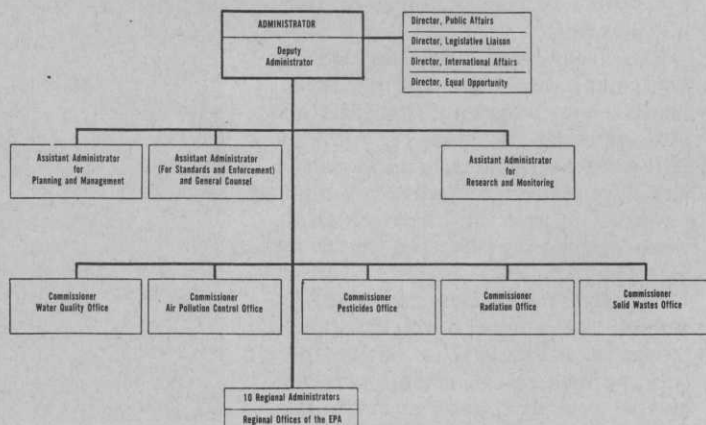 ADMINISTRATOR
Deputy
Administrator
Director, Public Affairs
Director, Legislative Liaison
Director, International Affairs
Director, Equal Opportunity
Assistant Administrator
for
Planning and Management
Assistant Administrator
(For Standards and Enforcement)
and General Counsel
Assistant Administrator
for
Research and Monitoring
Commissioner
Water Quality Office
Commissioner
Air Pollution Control Office
Commissioner
Pesticides Office
Commissioner
Radiation Office
Commissioner
Solid Wastes Office
10 Regional Administrators
Regional Offices of the EPA